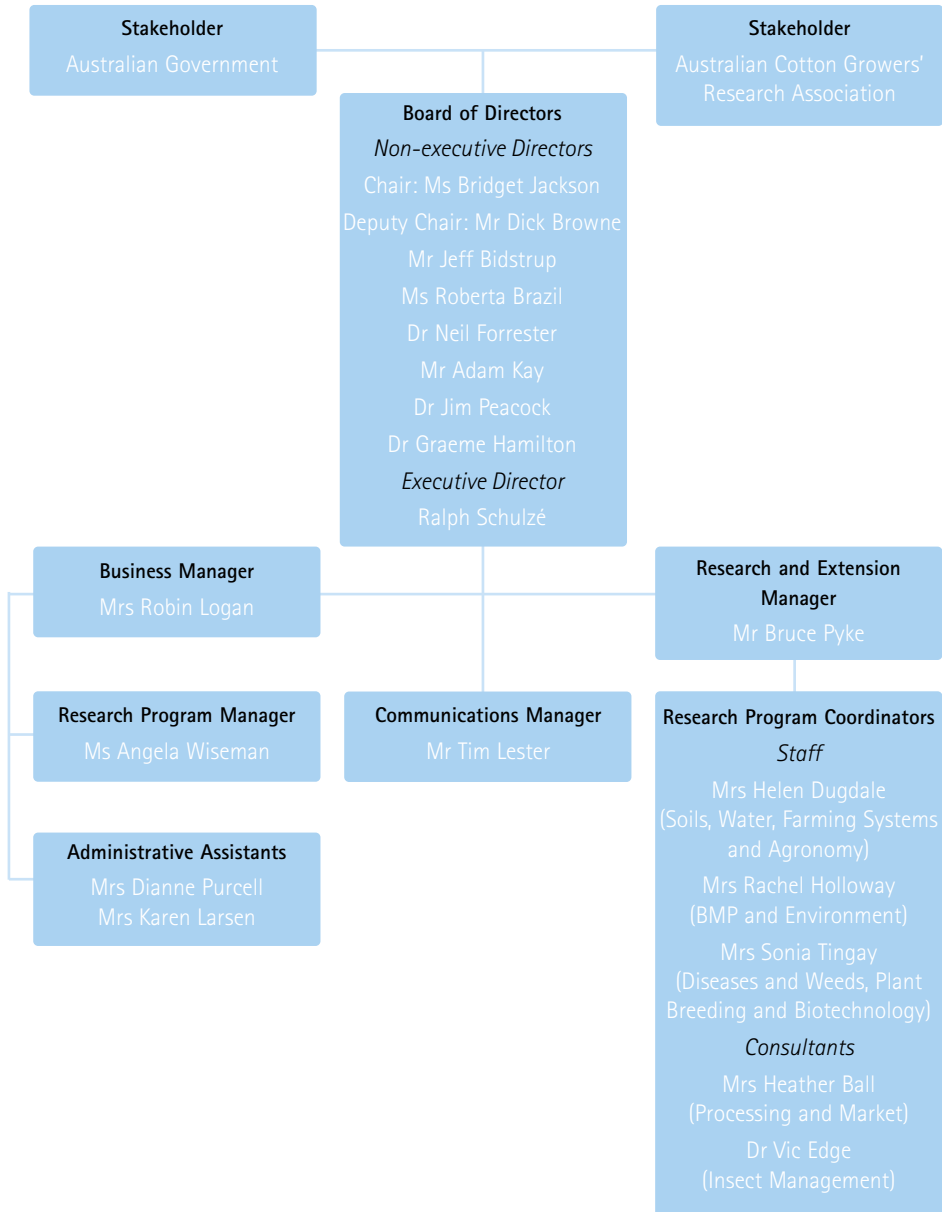 Stakeholder
Australian Government
Stakeholder
Australian Cotton Growers'
Research Association
Board of Directors
Non-executive Directors
Chair: Ms Bridget Jackson
Deputy Chair: Mr Dick Browne
Mr Jeff Bidstrup
Ms Roberta Brazil
Dr Neil Forrester
Mr Adam Kay
Dr Jim Peacock
Dr Graeme Hamilton
Executive Director
Ralph Schulzé
Business Manager
Mrs Robin Logan
Research and Extension
Manager
Mr Bruce Pyke
Research Program Manager
Ms Angela Wiseman
Communications Manager
Mr Tim Lester
Research Program Coordinators
Staff
Mrs Helen Dugdale
(Soils, Water, Farming Systems
and Agronomy)
Mrs Rachel Holloway
(BMP and Environment)
Mrs Sonia Tingay
(Diseases and Weeds, Plant
Breeding and Biotechnology)
Consultants
Mrs Heather Ball
(Processing and Market)
Dr Vic Edge
(Insect Management)
Administrative Assistants
Mrs Dianne Purcell
Mrs Karen Larsen